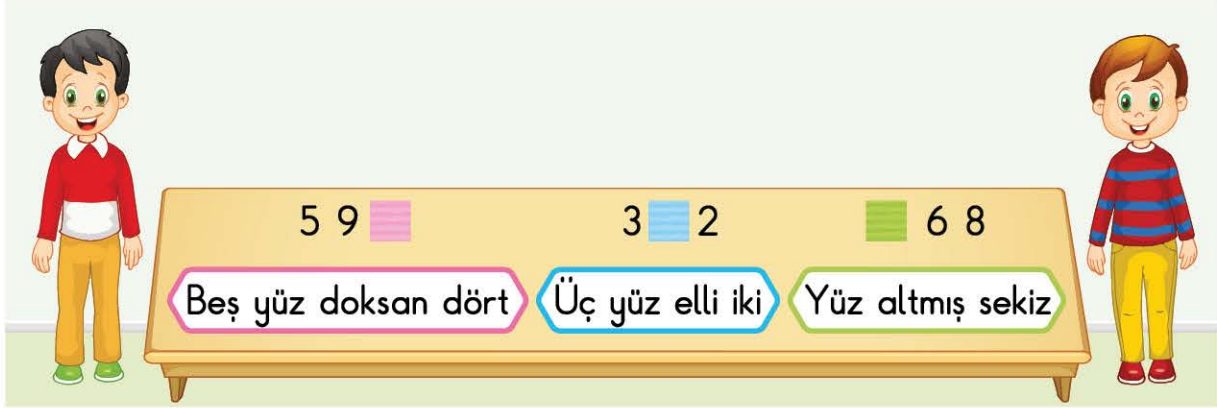 5 9
3 2
6 8
Beş yüz doksan dört
Üç yüz elli iki
Yüz altmış sekiz